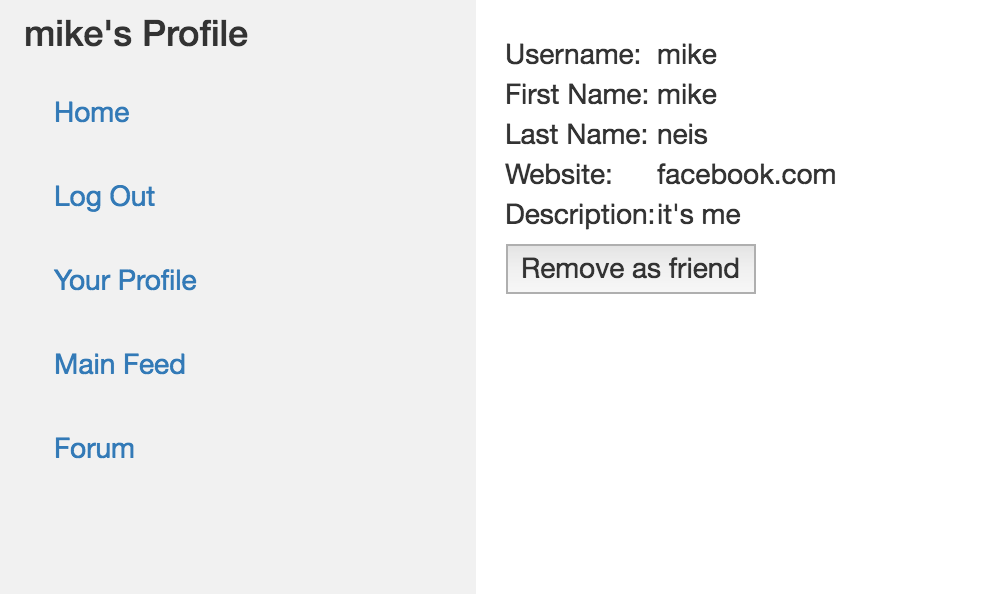 mike's Profile
Home
Log Out
Your Profile
Main Feed
Forum
Username: mike
First Name: mike
Last Name: neis
Website: facebook.com
Description: it's me
Remove as friend